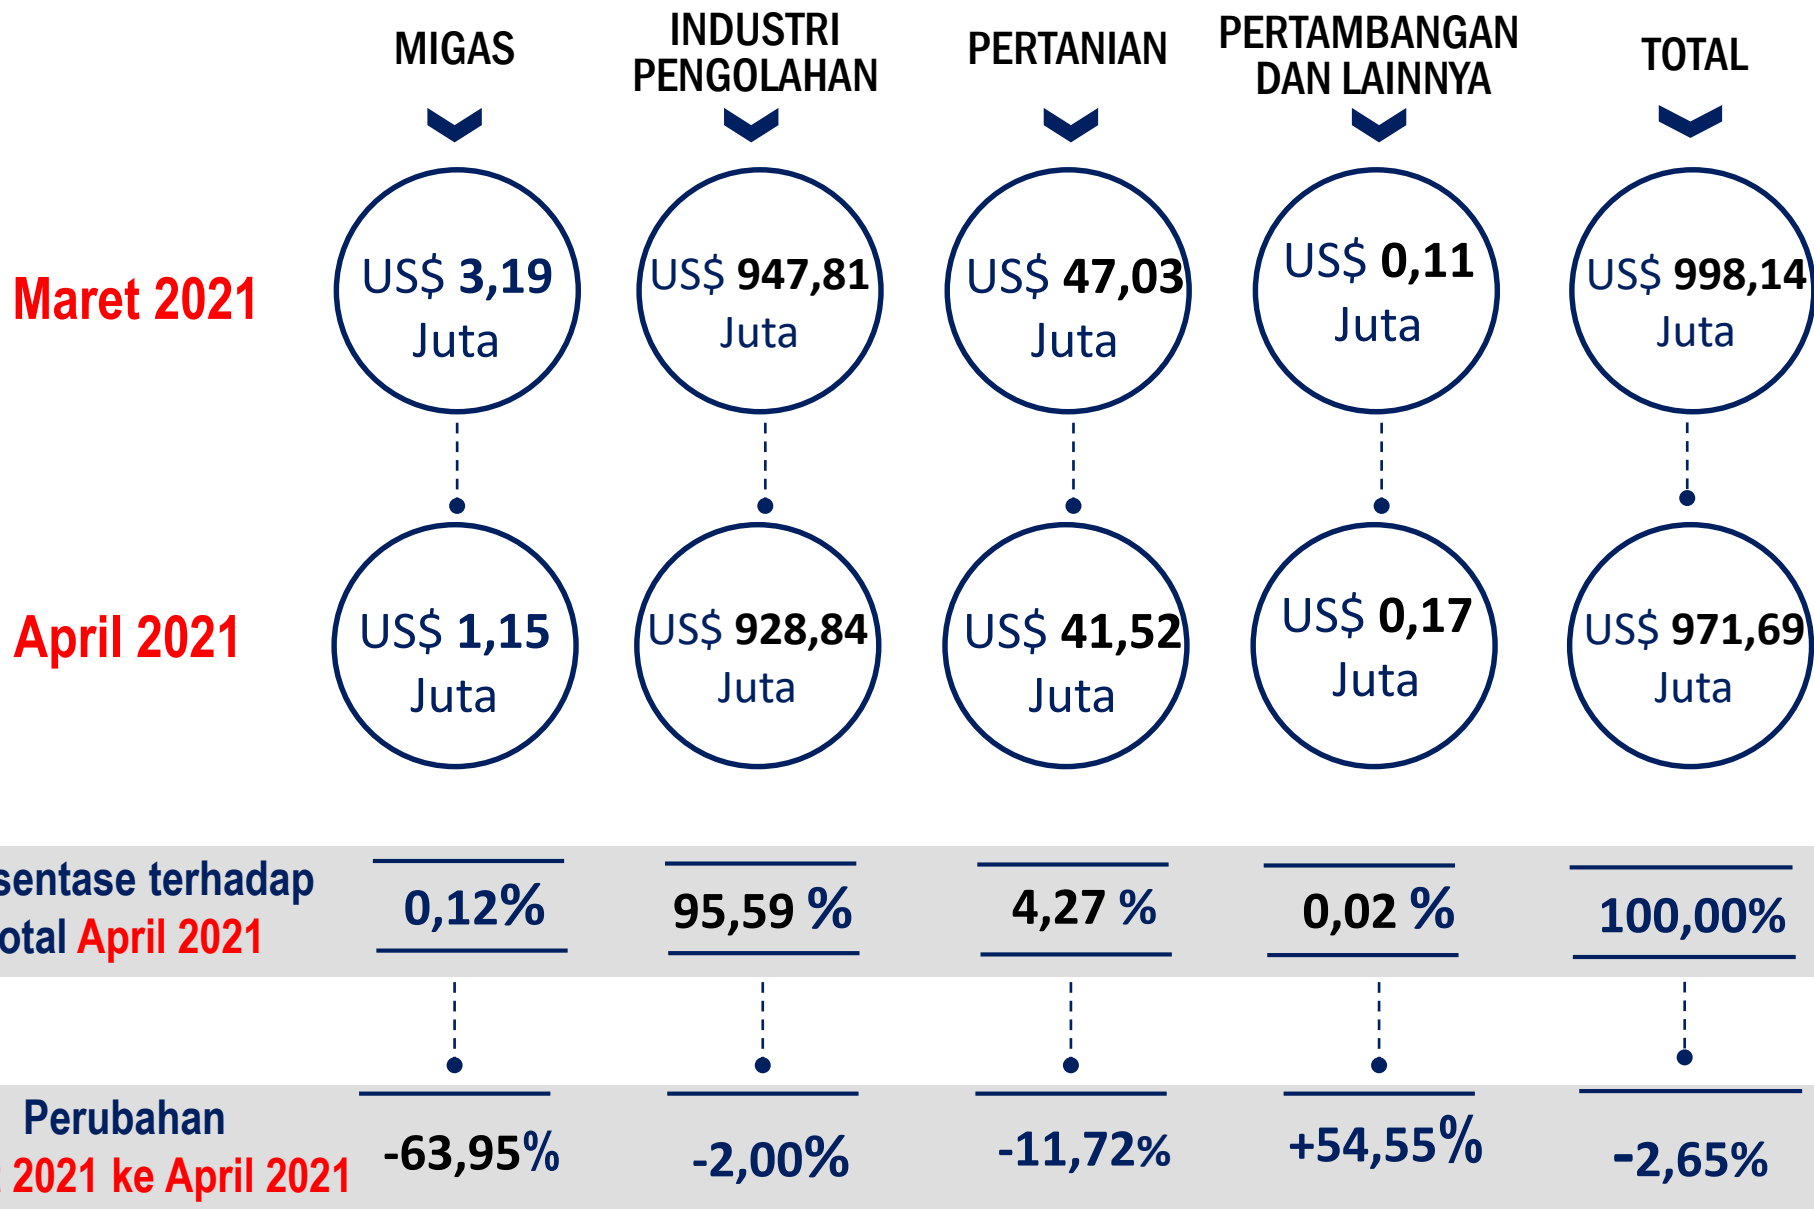 MIGAS
INDUSTRI
PENGOLAHAN
PERTANIAN
PERTAMBANGAN
DAN LAINNYA
TOTAL
Maret 2021
US$ 3,19
Juta
US$ 947,81
Juta
US$ 47,03
Juta
US$ 0,11
Juta
US$ 998,14
Juta
April 2021
US$ 1,15
Juta
US$ 928,84
Juta
US$ 41,52
Juta
US$ 0,17
Juta
US$ 971,69
Juta
sentase terhadap
otal April 2021
0,12%
95,59 %
4,27 %
0,02 %
100,00%
Perubahan
2021 ke April 2021
-63,95%
-2,00%
-11,72%
+54,55%
-2,65%